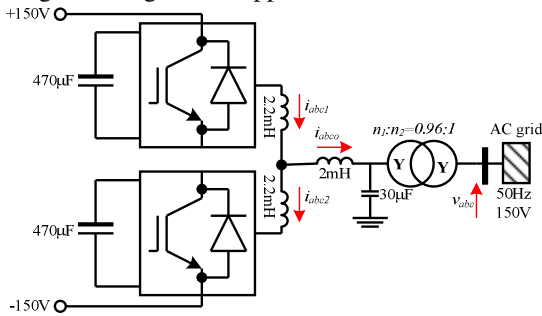 +150V
470µF
2.2mH
i_abc1
i_abco
n1:n2=0.96:1
AC grid
2mH
Y
Y
2.2mH
i_abc2
30µF
v_abc
50Hz
150V
470µF
-150V